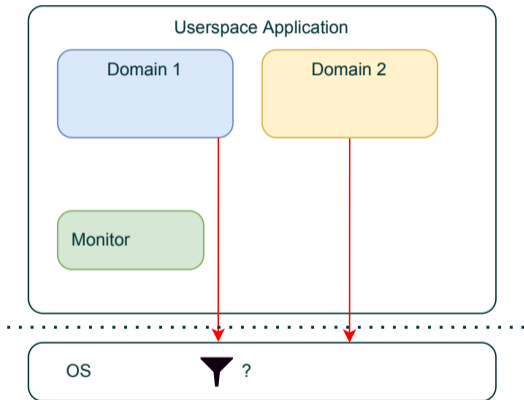 Userspace Application
Domain 1
Domain 2
Monitor
OS
?